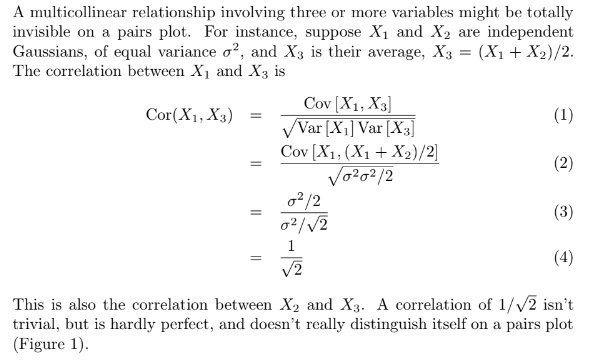 A multicollinear relationship involving three or more variables might be totally
invisible on a pairs plot. For instance, suppose X₁ and X₂ are independent
Gaussians, of equal variance σ², and X₃ is their average, X₃ = (X₁ + X₂)/2.
The correlation between X₁ and X₃ is
Cor(X₁, X₃) = Cov [X₁, X₃] / √(Var [X₁] Var [X₃]) (1)
= Cov [X₁, (X₁ + X₂)/2] / √(σ²σ²/2) (2)
= (σ²/2) / (σ²/√2) (3)
= 1 / √2 (4)
This is also the correlation between X₂ and X₃. A correlation of 1/√2 isn't
trivial, but is hardly perfect, and doesn't really distinguish itself on a pairs plot
(Figure 1).